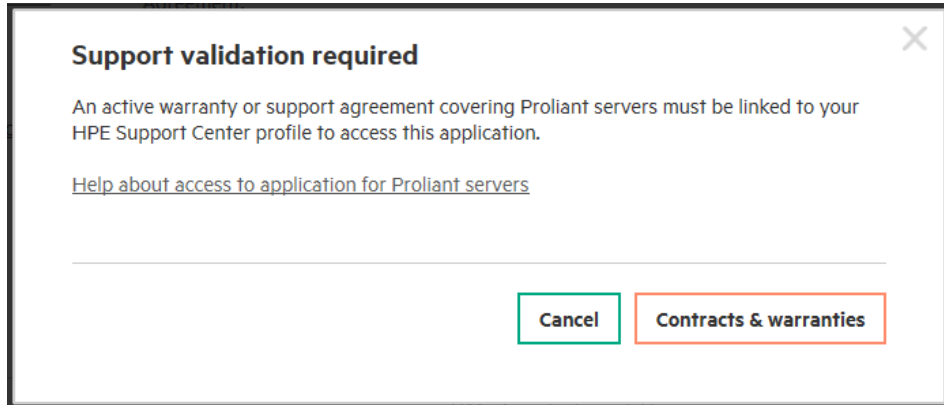 Agreement.
Support validation required
An active warranty or support agreement covering Proliant servers must be linked to your
HPE Support Center profile to access this application.
Help about access to application for Proliant servers
Cancel
Contracts & warranties